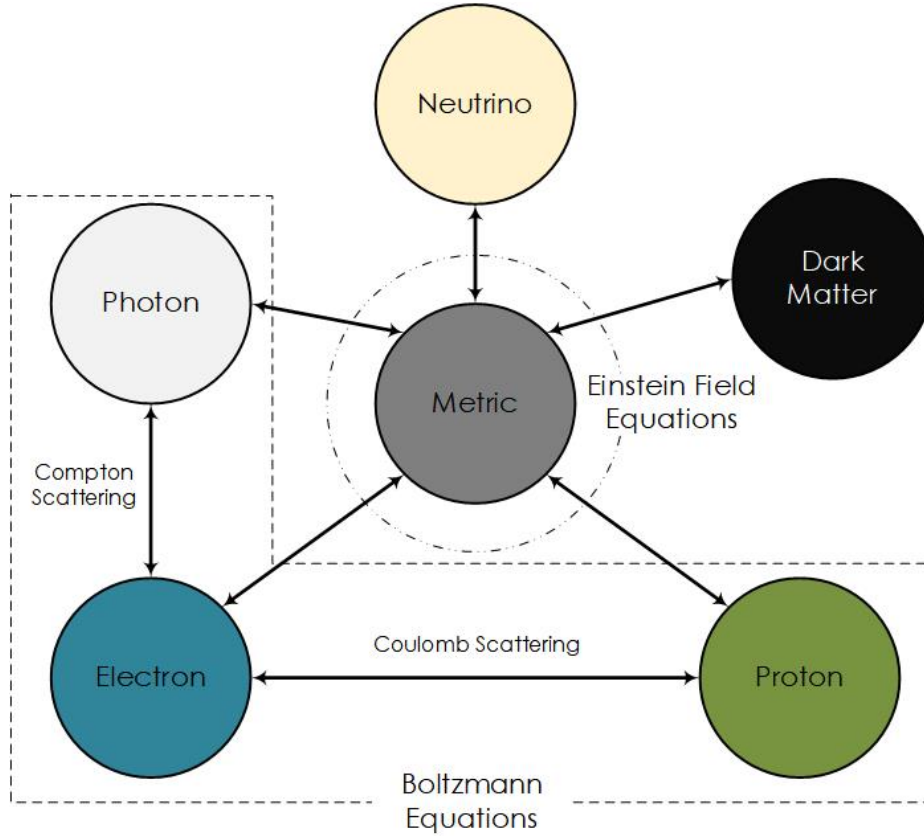 Neutrino
Dark
Matter
Photon
Metric
Einstein Field
Equations
Compton
Scattering
Coulomb Scattering
Electron
Proton
Boltzmann
Equations